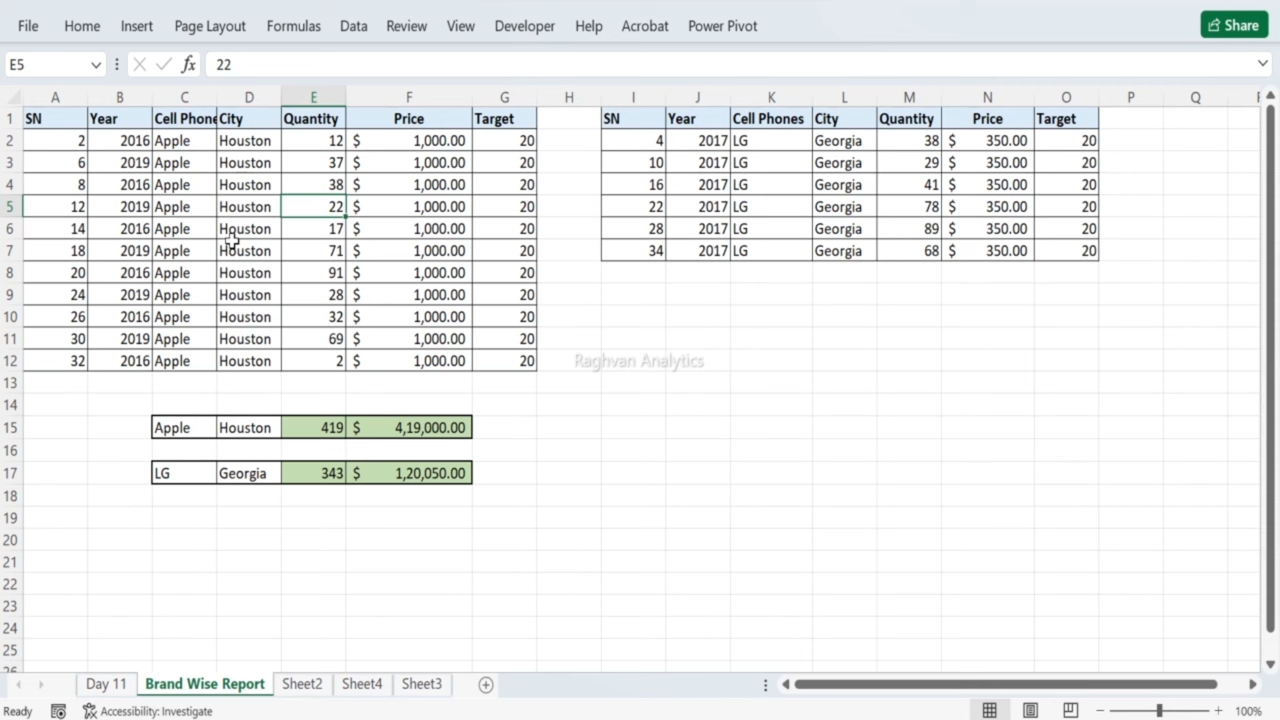 File Home Insert Page Layout Formulas Data Review View Developer Help Acrobat Power Pivot Share
E5 fx 22
A B C D E F G H I J K L M N O P Q
1 SN Year Cell Phone City Quantity Price Target SN Year Cell Phones City Quantity Price Target
2 2 2016 Apple Houston 12 $ 1,000.00 20 4 2017 LG Georgia 38 $ 350.00 20
3 6 2019 Apple Houston 37 $ 1,000.00 20 10 2017 LG Georgia 29 $ 350.00 20
4 8 2016 Apple Houston 38 $ 1,000.00 20 16 2017 LG Georgia 41 $ 350.00 20
5 12 2019 Apple Houston 22 $ 1,000.00 20 22 2017 LG Georgia 78 $ 350.00 20
6 14 2016 Apple Houston 17 $ 1,000.00 20 28 2017 LG Georgia 89 $ 350.00 20
7 18 2019 Apple Houston 71 $ 1,000.00 20 34 2017 LG Georgia 68 $ 350.00 20
8 20 2016 Apple Houston 91 $ 1,000.00 20
9 24 2019 Apple Houston 28 $ 1,000.00 20
10 26 2016 Apple Houston 32 $ 1,000.00 20
11 30 2019 Apple Houston 69 $ 1,000.00 20
12 32 2016 Apple Houston 2 $ 1,000.00 20 Raghvan Analytics
13
14
15 Apple Houston 419 $ 4,19,000.00
16
17 LG Georgia 343 $ 1,20,050.00
18
19
20
21
22
23
24
25
Day 11 Brand Wise Report Sheet2 Sheet4 Sheet3
Ready Accessibility: Investigate 100%